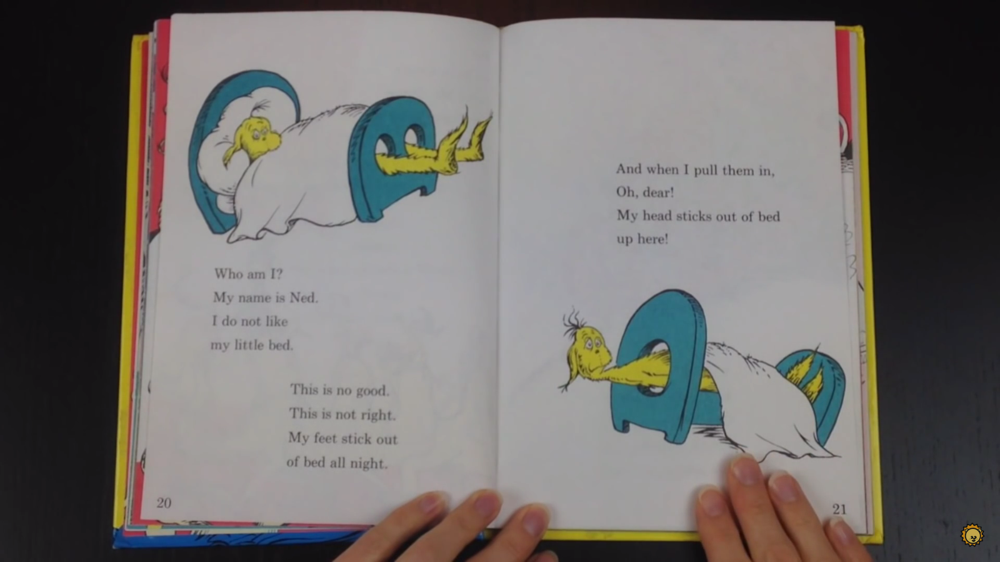 Who am I?
My name is Ned.
I do not like
my little bed.
This is no good.
This is not right.
My feet stick out
of bed all night.
20
And when I pull them in,
Oh, dear!
My head sticks out of bed
up here!
21